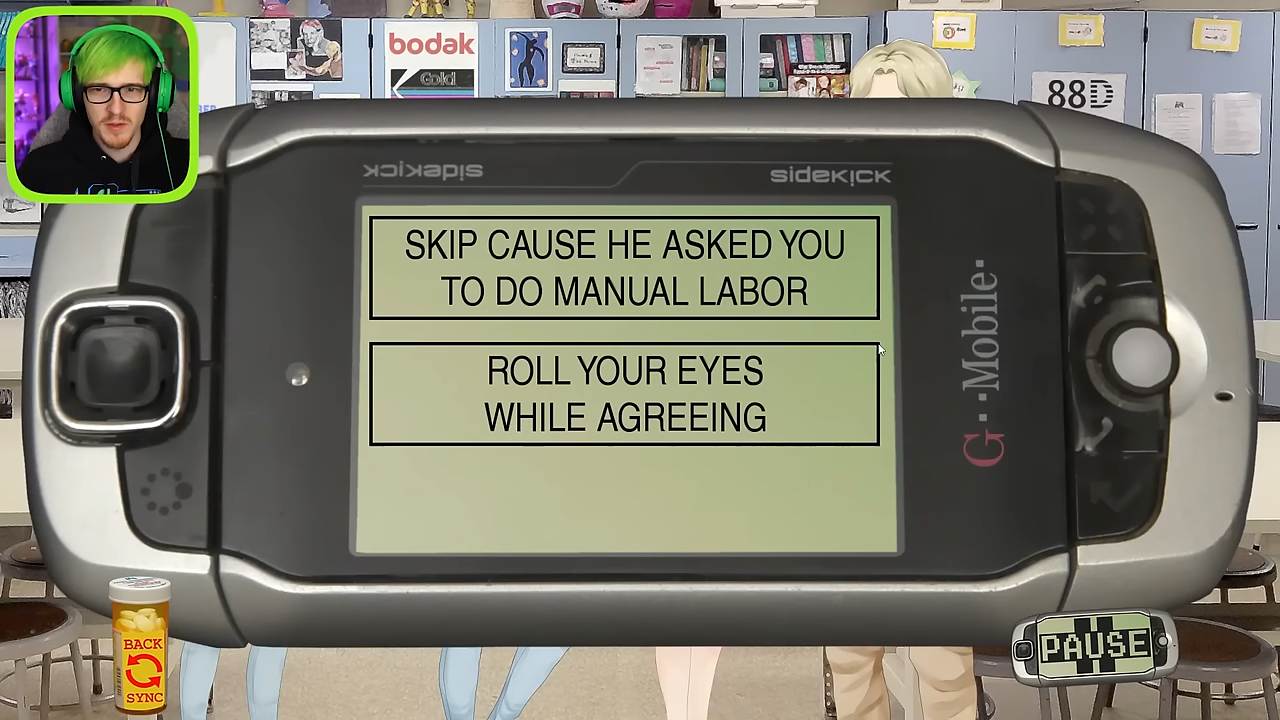 bodak
Gold
88D
sidekick
sidekick
SKIP CAUSE HE ASKED YOU
TO DO MANUAL LABOR
ROLL YOUR EYES
WHILE AGREEING
G··Mobile·
BACK
SYNC
PAUSE